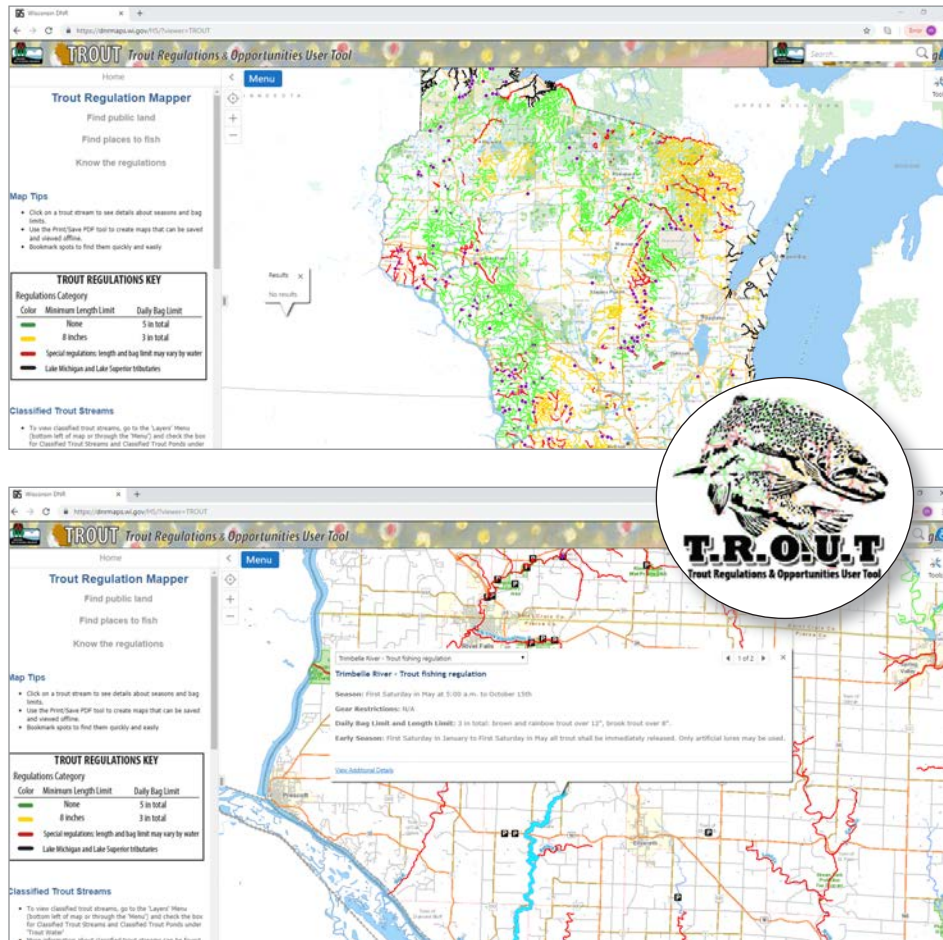 Wisconsin DNR
https://dnrmaps.wi.gov/H5/?viewer=TROUT
Error
TROUT Trout Regulations & Opportunities User Tool
Search...
Home
Menu
Trout Regulation Mapper
Find public land
Find places to fish
Know the regulations
Map Tips
Click on a trout stream to see details about seasons and bag
limits.
Use the Print/Save PDF tool to create maps that can be saved
and viewed offline.
Bookmark spots to find them quickly and easily
TROUT REGULATIONS KEY
Regulations Category
Color Minimum Length Limit Daily Bag Limit
None 5 in total
8 inches 3 in total
Special regulations: length and bag limit may vary by water
Lake Michigan and Lake Superior tributaries
Classified Trout Streams
To view classified trout streams, go to the 'Layers' Menu
(bottom left of map or through the 'Menu') and check the box
for Classified Trout Streams and Classified Trout Ponds under
Results
No results
UPPER MICHIGAN
T.R.O.U.T
Trout Regulations & Opportunities User Tool
Wisconsin DNR
https://dnrmaps.wi.gov/H5/?viewer=TROUT
TROUT Trout Regulations & Opportunities User Tool
Home
Menu
Trout Regulation Mapper
Find public land
Find places to fish
Know the regulations
Map Tips
Click on a trout stream to see details about seasons and bag
limits.
Use the Print/Save PDF tool to create maps that can be saved
and viewed offline.
Bookmark spots to find them quickly and easily
TROUT REGULATIONS KEY
Regulations Category
Color Minimum Length Limit Daily Bag Limit
None 5 in total
8 inches 3 in total
Special regulations: length and bag limit may vary by water
Lake Michigan and Lake Superior tributaries
Classified Trout Streams
To view classified trout streams, go to the 'Layers' Menu
(bottom left of map or through the 'Menu') and check the box
for Classified Trout Streams and Classified Trout Ponds under
'Trout Water'
More information about classified trout streams can be found
River Falls
Pierce Co
Spring
Valley
Trimbelle River - Trout fishing regulation
1 of 2
Trimbelle River - Trout fishing regulation
Season: First Saturday in May at 5:00 a.m. to October 15th
Gear Restrictions: N/A
Daily Bag Limit and Length Limit: 3 in total: brown and rainbow trout over 12", brook trout over 8".
Early Season: First Saturday in January to First Saturday in May all trout shall be immediately released. Only artificial lures may be used.
View Additional Details
Prescott
Ellsworth